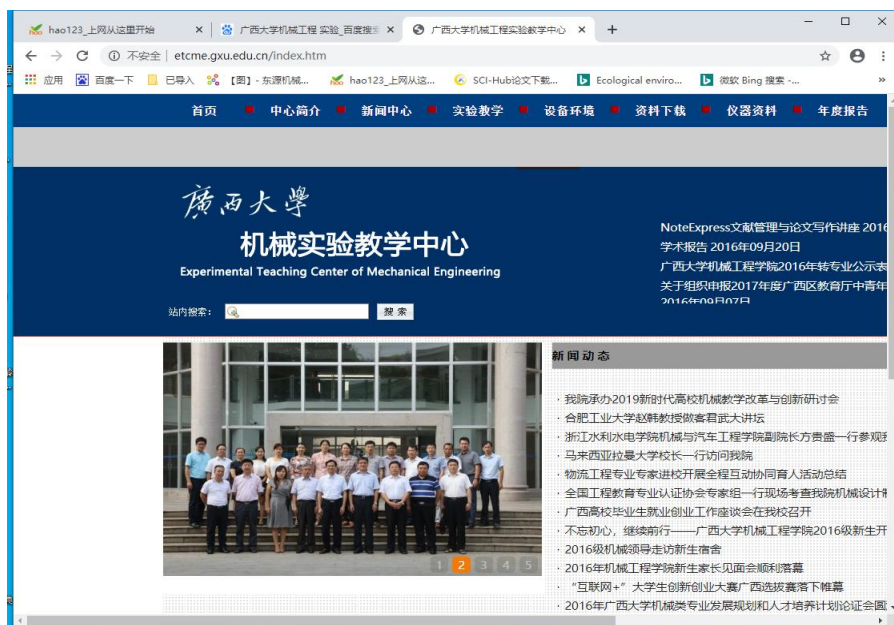 hao123_上网从这里开始
广西大学机械工程 实验_百度搜索
广西大学机械工程实验教学中心
不安全 | etcme.gxu.edu.cn/index.htm
应用 百度一下 已导入 【图】- 东源机械... hao123_上网从这... SCI-Hub论文下载... Ecological enviro... 微软 Bing 搜索 -...
首页 中心简介 新闻中心 实验教学 设备环境 资料下载 仪器资料 年度报告
廣西大學
机械实验教学中心
Experimental Teaching Center of Mechanical Engineering
站内搜索: 搜 索
NoteExpress文献管理与论文写作讲座 2016
学术报告 2016年09月20日
广西大学机械工程学院2016年转专业公示表
关于组织申报2017年度广西区教育厅中青年
2016年09月07日
新闻动态
· 我院承办2019新时代高校机械教学改革与创新研讨会
· 合肥工业大学赵韩教授做客君武大讲坛
· 浙江水利水电学院机械与汽车工程学院副院长方贵盛一行参观我
· 马来西亚拉曼大学校长一行访问我院
· 物流工程专业专家进校开展全程互动协同育人活动总结
· 全国工程教育专业认证协会专家组一行现场考查我院机械设计制
· 广西高校毕业生就业创业工作座谈会在我校召开
· 不忘初心，继续前行——广西大学机械工程学院2016级新生开
· 2016级机械领导走访新生宿舍
· 2016年机械工程学院新生家长见面会顺利落幕
· “互联网+”大学生创新创业大赛广西选拔赛落下帷幕
· 2016年广西大学机械类专业发展规划和人才培养计划论证会圆
1 2 3 4 5